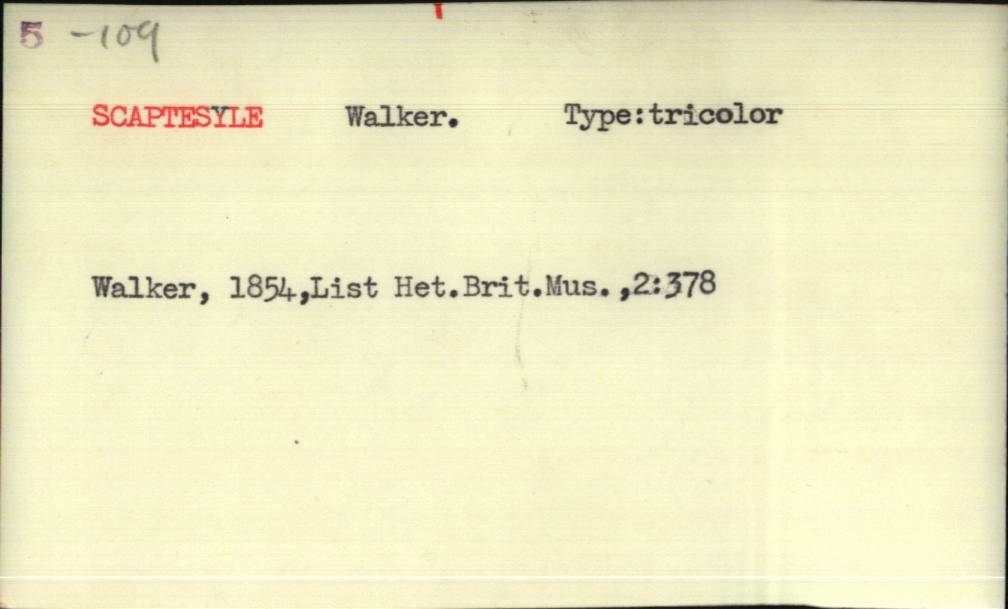 5 -109
SCAPTESYLE Walker. Type:tricolor
Walker, 1854,List Het.Brit.Mus.,2:378